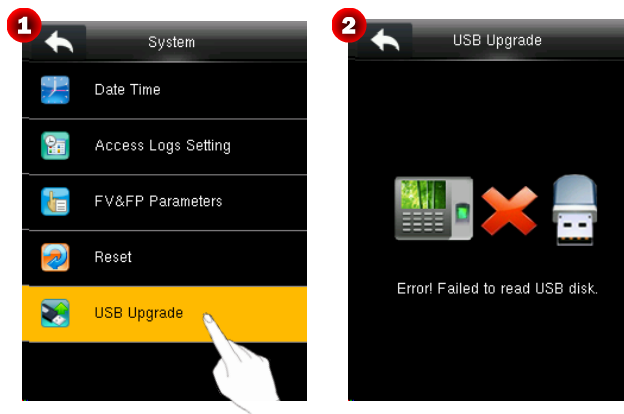 1
System
Date Time
Access Logs Setting
FV&FP Parameters
Reset
USB Upgrade
2
USB Upgrade
Error! Failed to read USB disk.